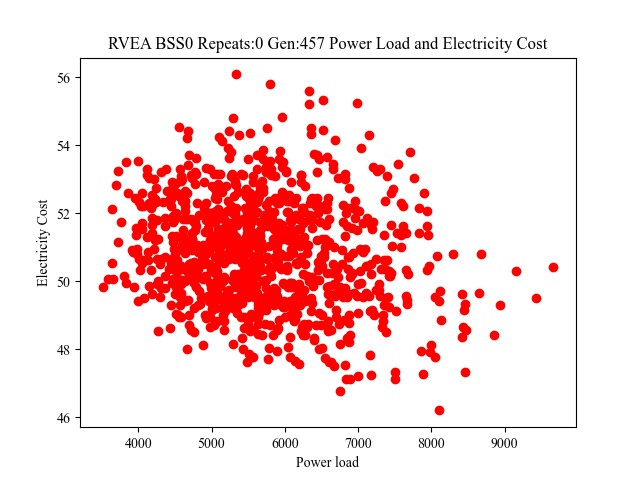 RVEA BSS0 Repeats:0 Gen:457 Power Load and Electricity Cost
56
54
52
50
48
46
Electricity Cost
4000 5000 6000 7000 8000 9000
Power load